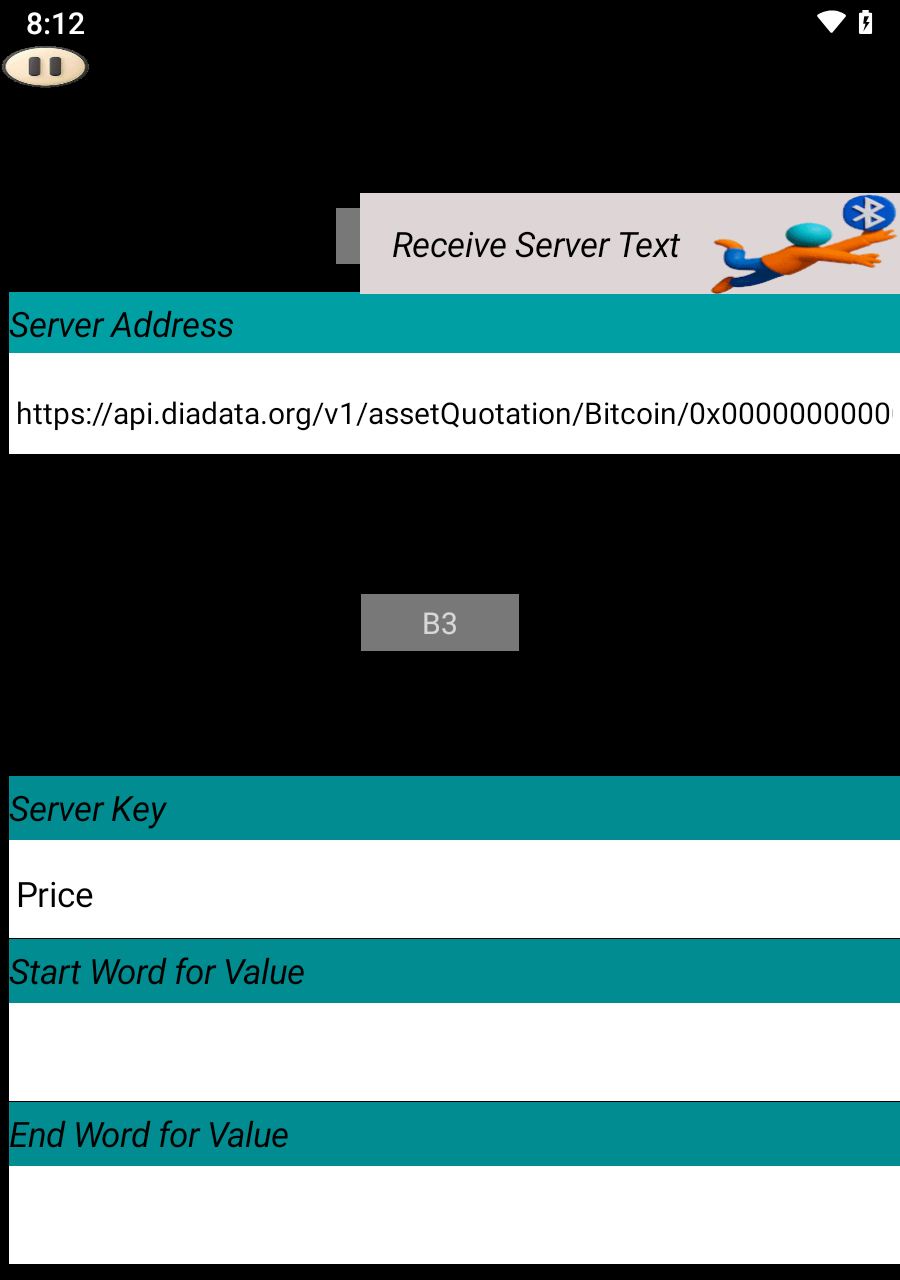 8:12
Receive Server Text
Server Address
https://api.diadata.org/v1/assetQuotation/Bitcoin/0x0000000000
B3
Server Key
Price
Start Word for Value
End Word for Value